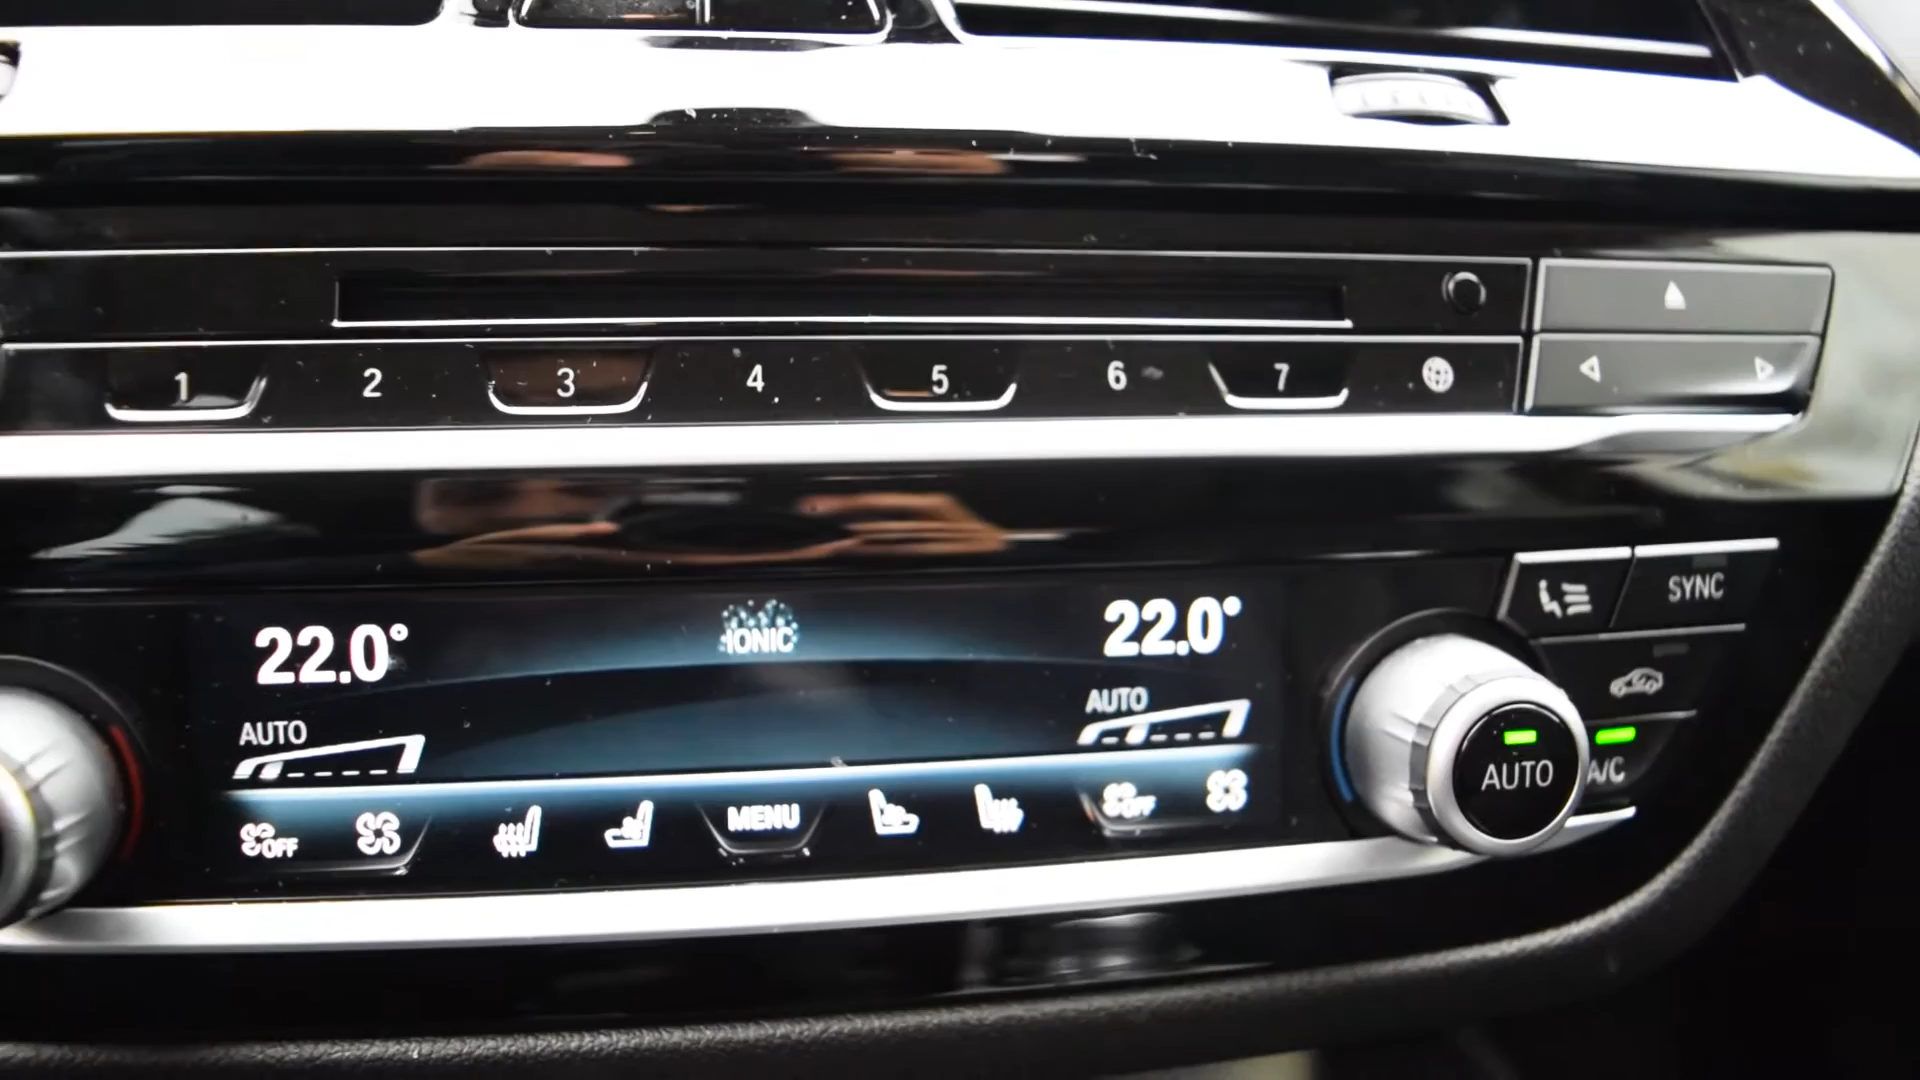 1 2 3 4 5 6 7
SYNC
22.0° IONIC 22.0°
AUTO AUTO
AUTO A/C
OFF MENU OFF